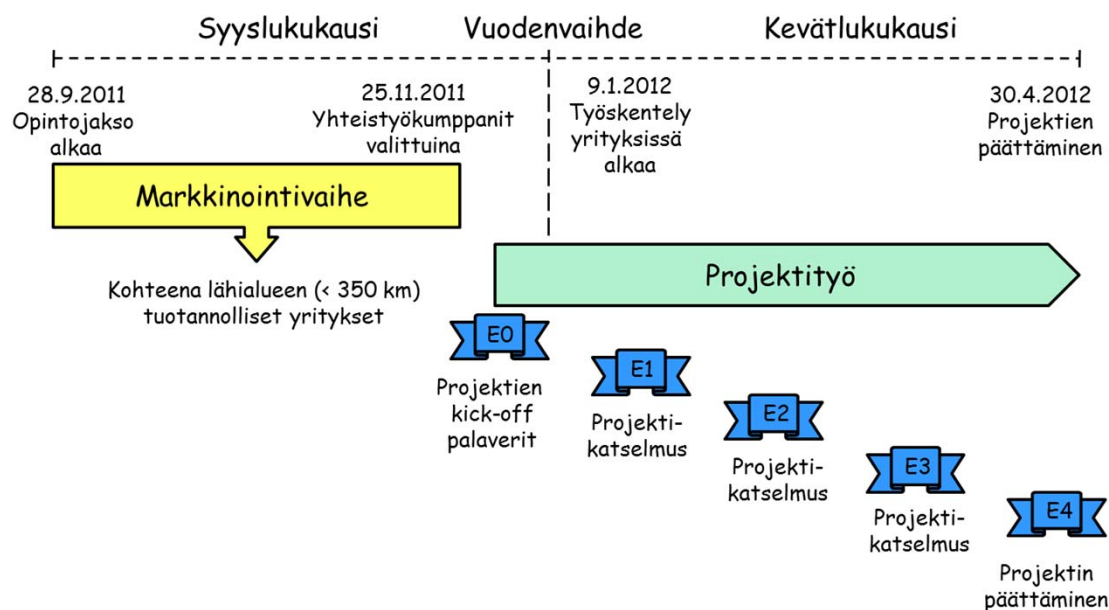 Syyslukukausi
Vuodenvaihde
Kevätlukukausi
28.9.2011
Opintojakso
alkaa
25.11.2011
Yhteistyökumppanit
valittuina
9.1.2012
Työskentely
yrityksissä
alkaa
30.4.2012
Projektien
päättäminen
Markkinointivaihe
Kohteena lähialueen (< 350 km)
tuotannolliset yritykset
Projektityö
E0
Projektien
kick-off
palaverit
E1
Projekti-
katselmus
E2
Projekti-
katselmus
E3
Projekti-
katselmus
E4
Projektin
päättäminen